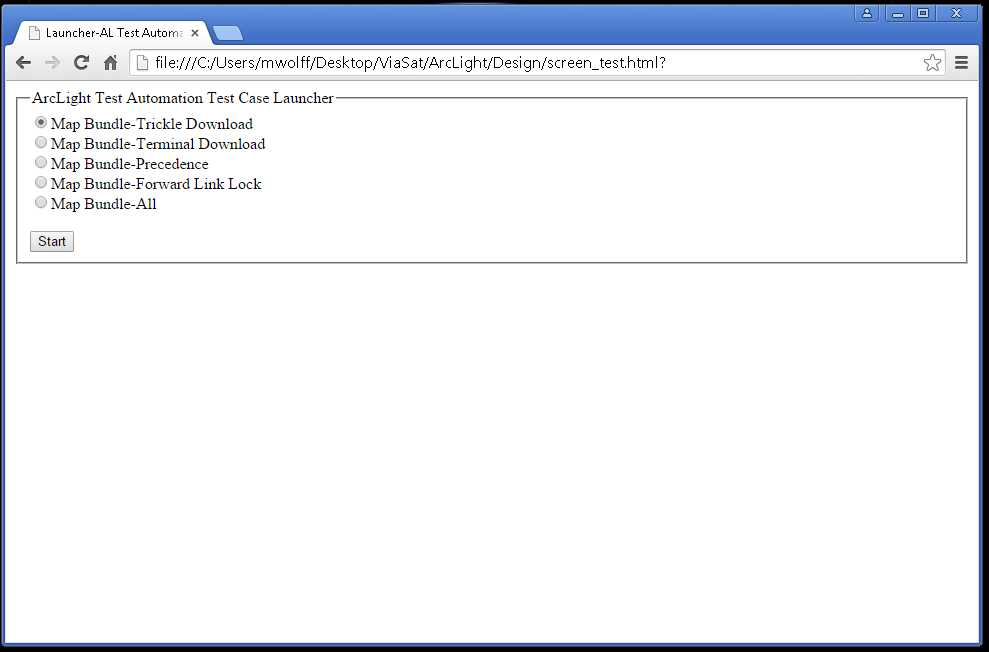 Launcher-AL Test Automa
file:///C:/Users/mwolff/Desktop/ViaSat/ArcLight/Design/screen_test.html?
ArcLight Test Automation Test Case Launcher
Map Bundle-Trickle Download
Map Bundle-Terminal Download
Map Bundle-Precedence
Map Bundle-Forward Link Lock
Map Bundle-All
Start